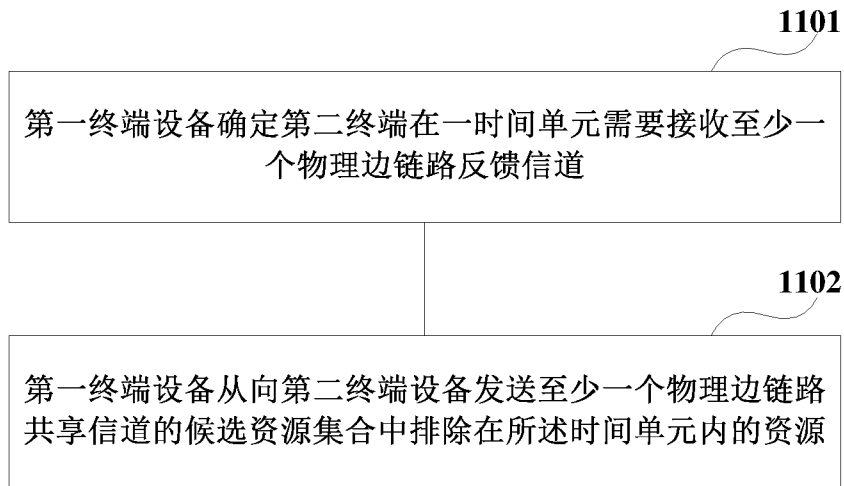 1101
第一终端设备确定第二终端在一时间单元需要接收至少一
个物理边链路反馈信道
1102
第一终端设备从向第二终端设备发送至少一个物理边链路
共享信道的候选资源集合中排除在所述时间单元内的资源